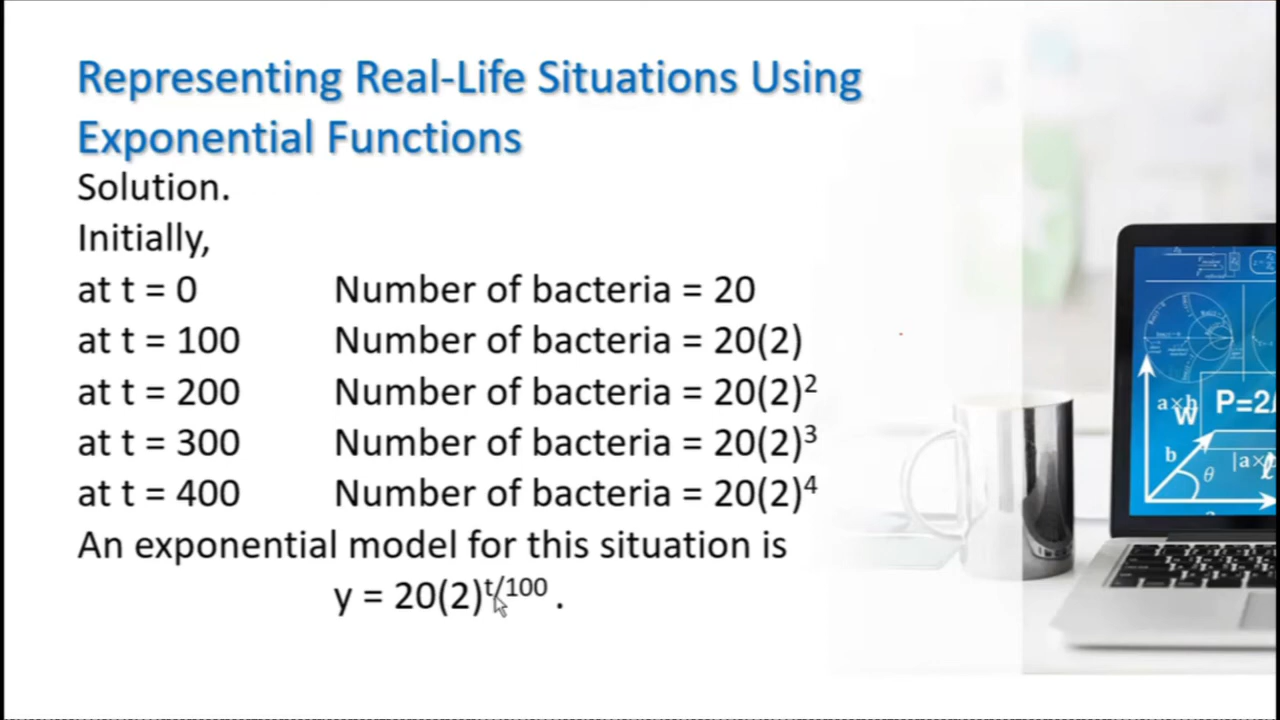 Representing Real-Life Situations Using
Exponential Functions
Solution.
Initially,
at t = 0 Number of bacteria = 20
at t = 100 Number of bacteria = 20(2)
at t = 200 Number of bacteria = 20(2)²
at t = 300 Number of bacteria = 20(2)³
at t = 400 Number of bacteria = 20(2)⁴
An exponential model for this situation is
y = 20(2)^t/100 .
a×b
w
P=2
b
θ
|a×